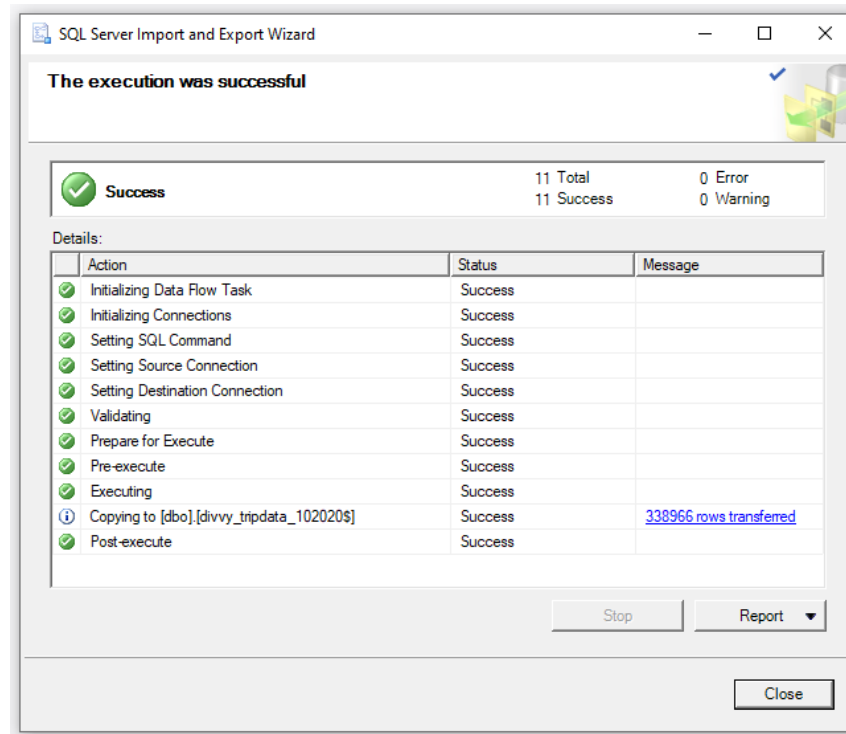 SQL Server Import and Export Wizard
The execution was successful
Success
11 Total
0 Error
11 Success
0 Warning
Details:
Action Status Message
Initializing Data Flow Task Success
Initializing Connections Success
Setting SQL Command Success
Setting Source Connection Success
Setting Destination Connection Success
Validating Success
Prepare for Execute Success
Pre-execute Success
Executing Success
Copying to [dbo].[divvy_tripdata_102020$] Success 338966 rows transferred
Post-execute Success
Stop Report
Close